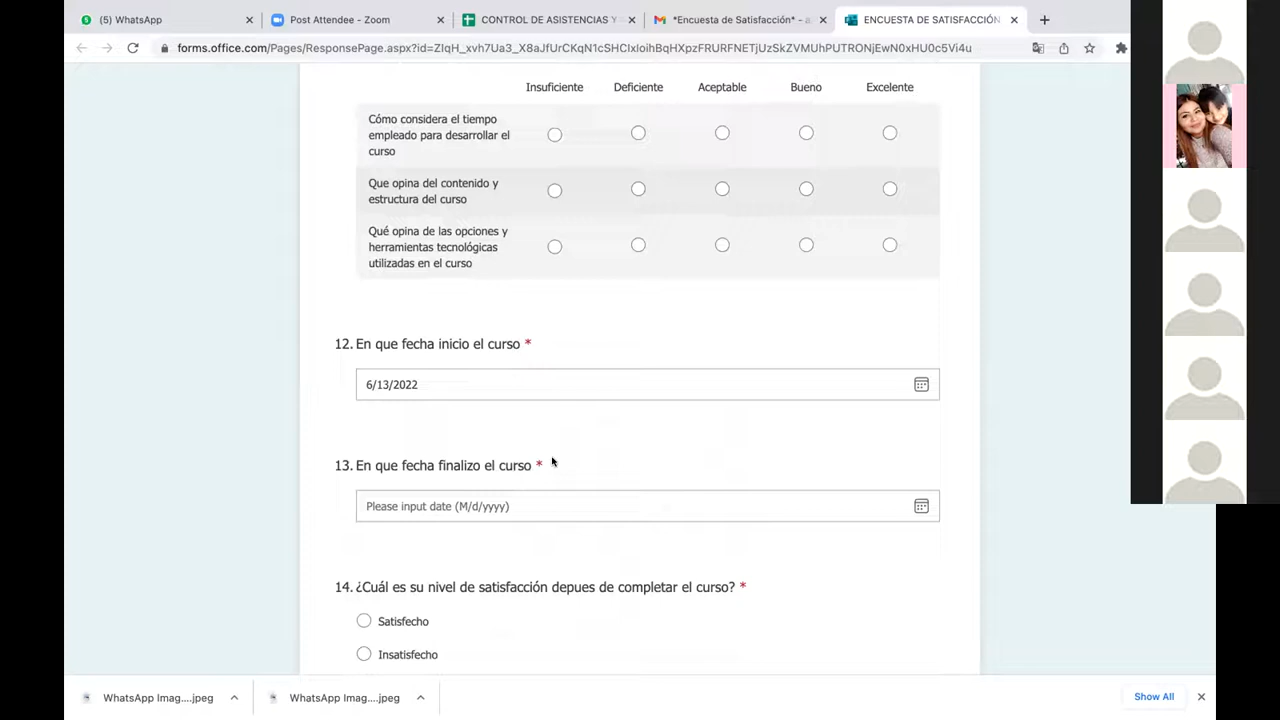 (5) WhatsApp
Post Attendee - Zoom
CONTROL DE ASISTENCIAS Y
*Encuesta de Satisfacción* - a
ENCUESTA DE SATISFACCIÓN
forms.office.com/Pages/ResponsePage.aspx?id=ZIqH_xvh7Ua3_X8aJfUrCKqN1cSHCIxloihBqHXpzFRURFNETjUzSkZVMUhPUTRONjEwN0xHU0c5Vi4u
Insuficiente Deficiente Aceptable Bueno Excelente
Cómo considera el tiempo
empleado para desarrollar el
curso
Que opina del contenido y
estructura del curso
Qué opina de las opciones y
herramientas tecnológicas
utilizadas en el curso
12. En que fecha inicio el curso *
6/13/2022
13. En que fecha finalizo el curso *
Please input date (M/d/yyyy)
14. ¿Cuál es su nivel de satisfacción depues de completar el curso? *
Satisfecho
Insatisfecho
WhatsApp Imag....jpeg
WhatsApp Imag....jpeg
Show All